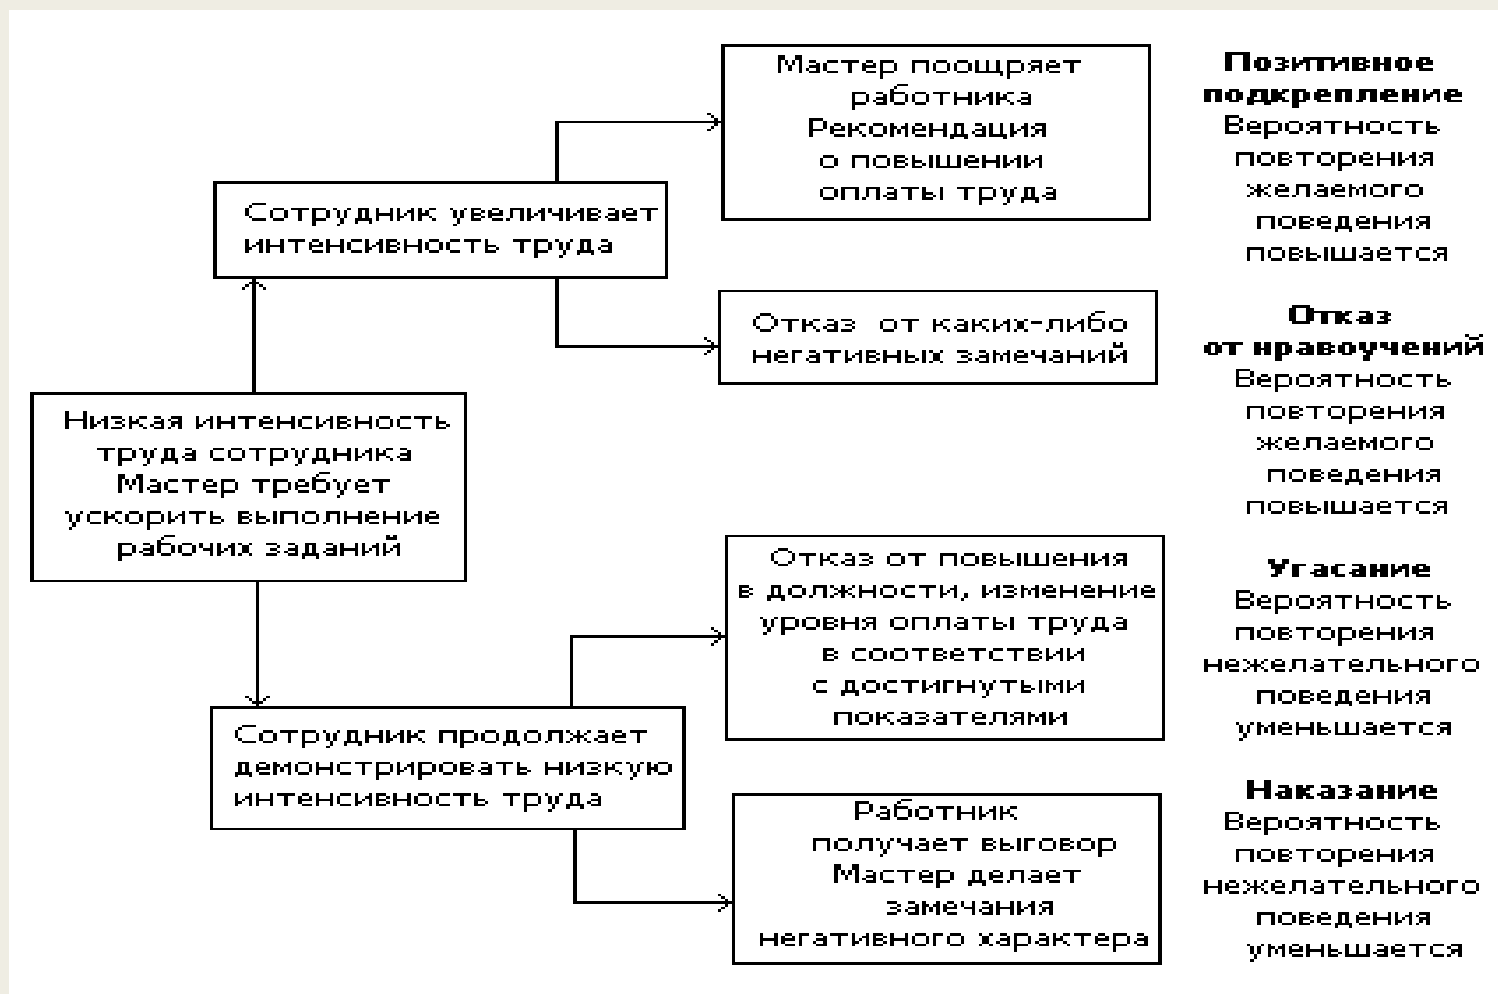 Мастер поощряет
работника
Рекомендация
о повышении
оплаты труда
Позитивное
подкрепление
Вероятность
повторения
желаемого
поведения
повышается
Сотрудник увеличивает
интенсивность труда
Отказ от каких-либо
негативных замечаний
Отказ
от нравоучений
Вероятность
повторения
желаемого
поведения
повышается
Низкая интенсивность
труда сотрудника
Мастер требует
ускорить выполнение
рабочих заданий
Отказ от повышения
в должности, изменение
уровня оплаты труда
в соответствии
с достигнутыми
показателями
Угасание
Вероятность
повторения
нежелательного
поведения
уменьшается
Сотрудник продолжает
демонстрировать низкую
интенсивность труда
Работник
получает выговор
Мастер делает
замечания
негативного характера
Наказание
Вероятность
повторения
нежелательного
поведения
уменьшается